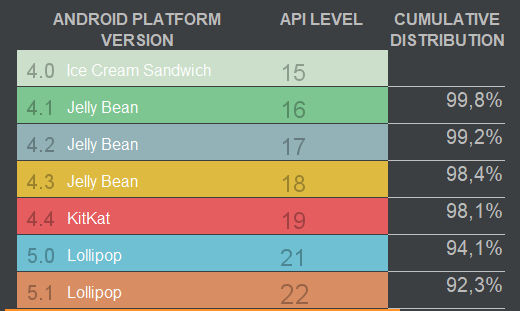 ANDROID PLATFORM VERSION API LEVEL CUMULATIVE DISTRIBUTION
4.0 Ice Cream Sandwich 15
4.1 Jelly Bean 16 99,8%
4.2 Jelly Bean 17 99,2%
4.3 Jelly Bean 18 98,4%
4.4 KitKat 19 98,1%
5.0 Lollipop 21 94,1%
5.1 Lollipop 22 92,3%